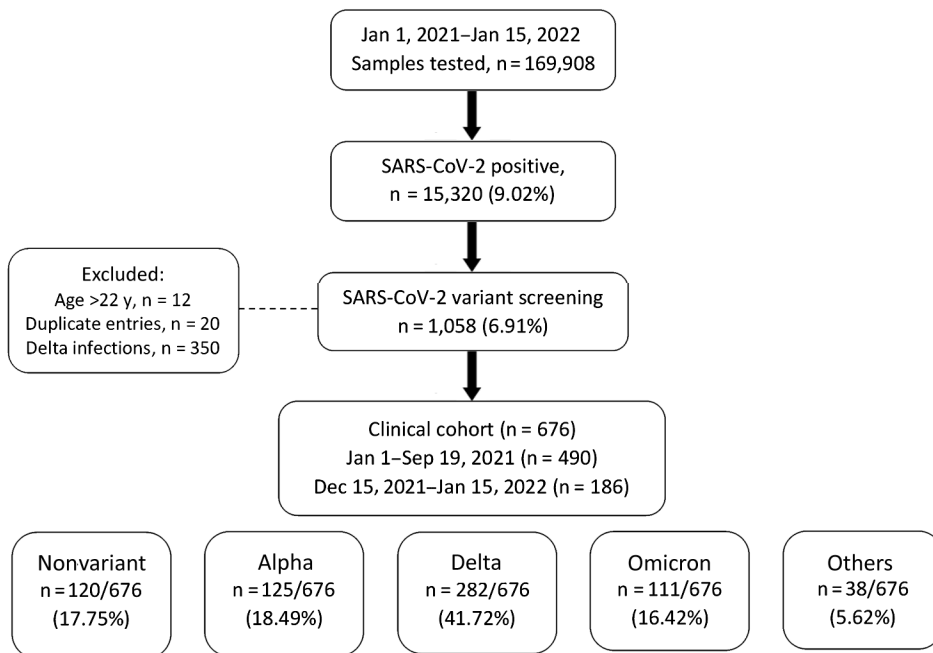 Jan 1, 2021–Jan 15, 2022
Samples tested, n = 169,908
SARS-CoV-2 positive,
n = 15,320 (9.02%)
Excluded:
Age >22 y, n = 12
Duplicate entries, n = 20
Delta infections, n = 350
SARS-CoV-2 variant screening
n = 1,058 (6.91%)
Clinical cohort (n = 676)
Jan 1–Sep 19, 2021 (n = 490)
Dec 15, 2021–Jan 15, 2022 (n = 186)
Nonvariant
n = 120/676
(17.75%)
Alpha
n = 125/676
(18.49%)
Delta
n = 282/676
(41.72%)
Omicron
n = 111/676
(16.42%)
Others
n = 38/676
(5.62%)